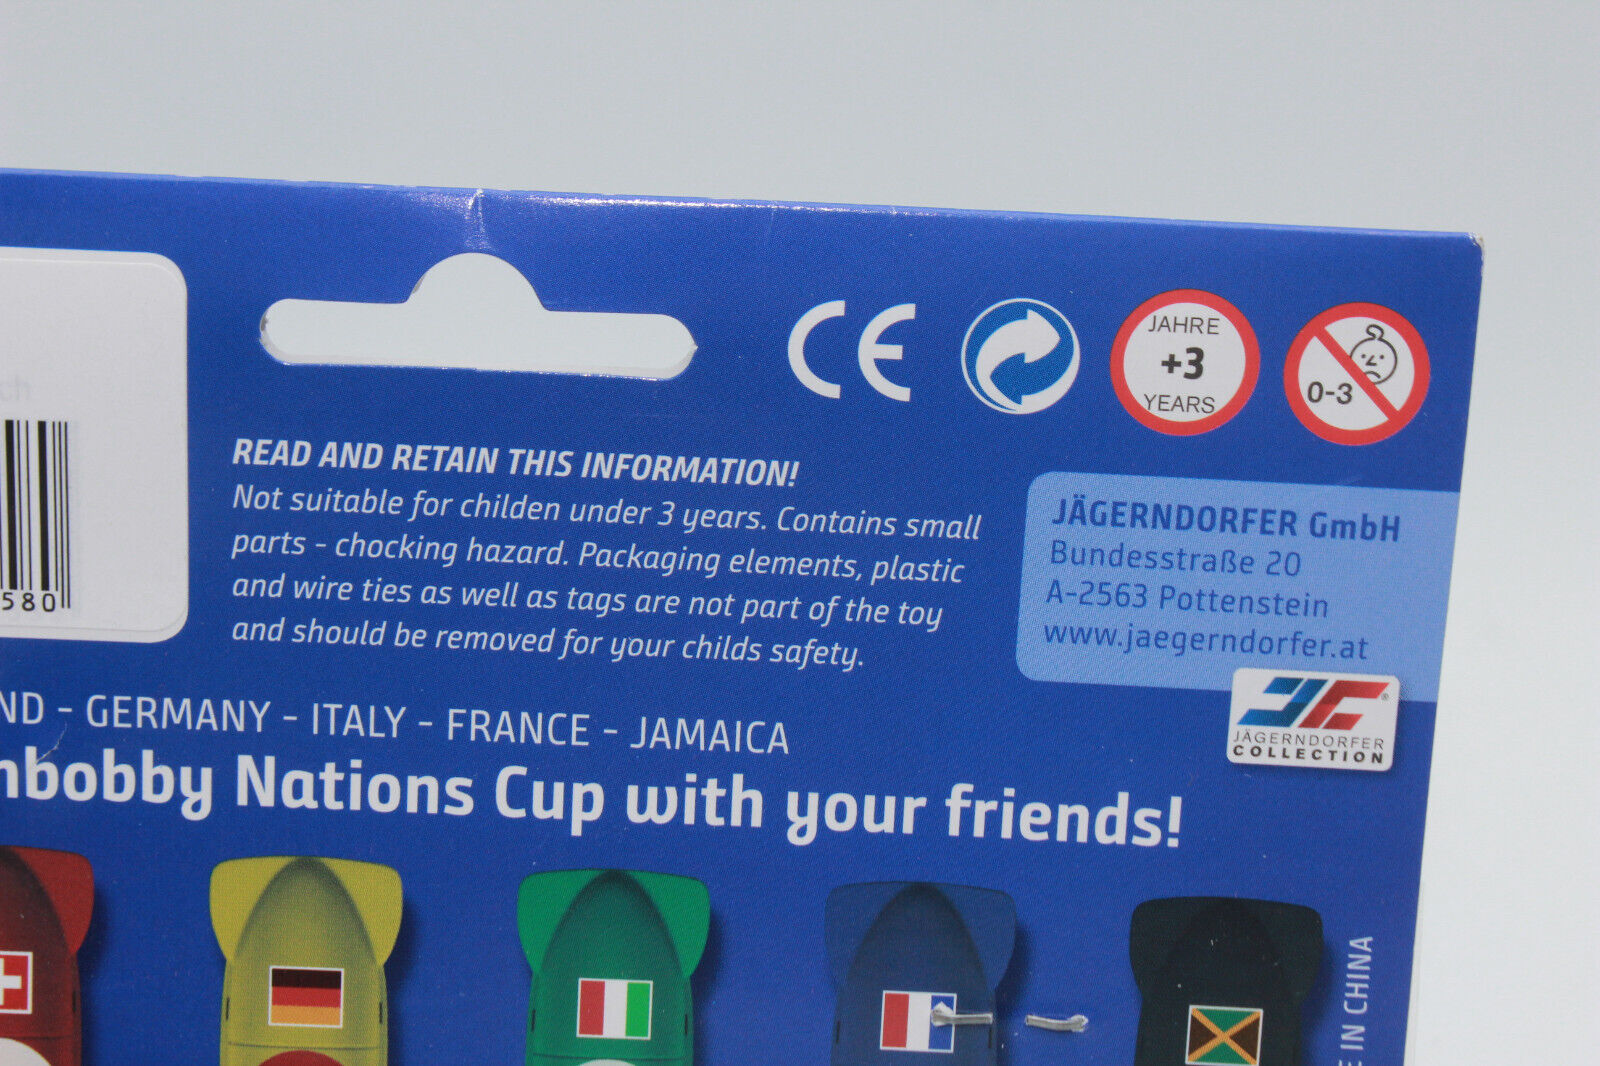 CE
JAHRE
+3
YEARS
0-3
READ AND RETAIN THIS INFORMATION!
Not suitable for childen under 3 years. Contains small
parts - chocking hazard. Packaging elements, plastic
and wire ties as well as tags are not part of the toy
and should be removed for your childs safety.
JÄGERNDORFER GmbH
Bundesstraße 20
A-2563 Pottenstein
www.jaegerndorfer.at
JC®
JÄGERNDORFER
COLLECTION
ch
580
ND - GERMANY - ITALY - FRANCE - JAMAICA
nbobby Nations Cup with your friends!
E IN CHINA